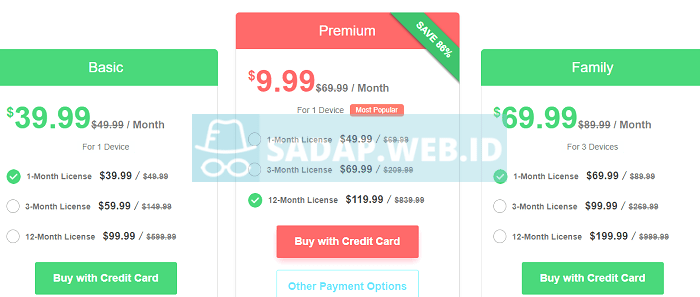 Basic
$39.99 $49.99 / Month
For 1 Device
1-Month License $39.99 / $49.99
3-Month License $59.99 / $149.99
12-Month License $99.99 / $599.99
Buy with Credit Card
Premium
SAVE 86%
$9.99 $69.99 / Month
For 1 Device Most Popular
1-Month License $49.99 / $69.99
3-Month License $69.99 / $209.99
12-Month License $119.99 / $839.99
Buy with Credit Card
Other Payment Options
Family
$69.99 $89.99 / Month
For 3 Devices
1-Month License $69.99 / $89.99
3-Month License $99.99 / $269.99
12-Month License $199.99 / $999.99
Buy with Credit Card
SADAP.WEB.ID